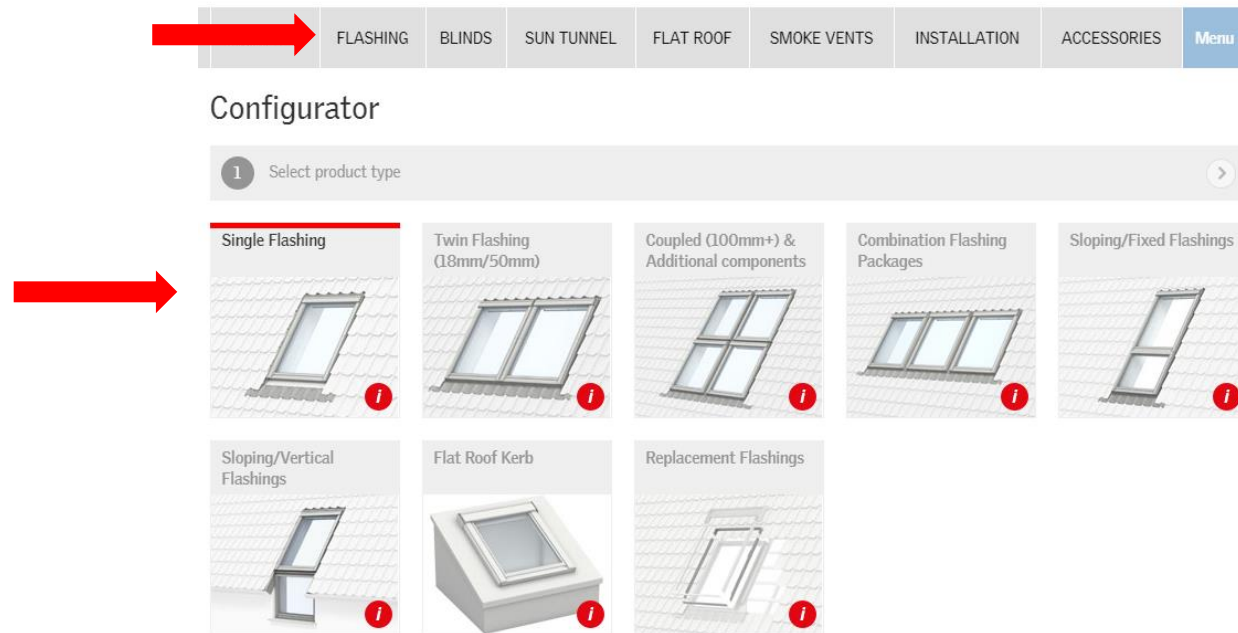 FLASHING BLINDS SUN TUNNEL FLAT ROOF SMOKE VENTS INSTALLATION ACCESSORIES Menu
Configurator
1 Select product type
Single Flashing
Twin Flashing
(18mm/50mm)
Coupled (100mm+) &
Additional components
Combination Flashing
Packages
Sloping/Fixed Flashings
i
i
i
i
i
Sloping/Vertical
Flashings
Flat Roof Kerb
Replacement Flashings
i
i
i